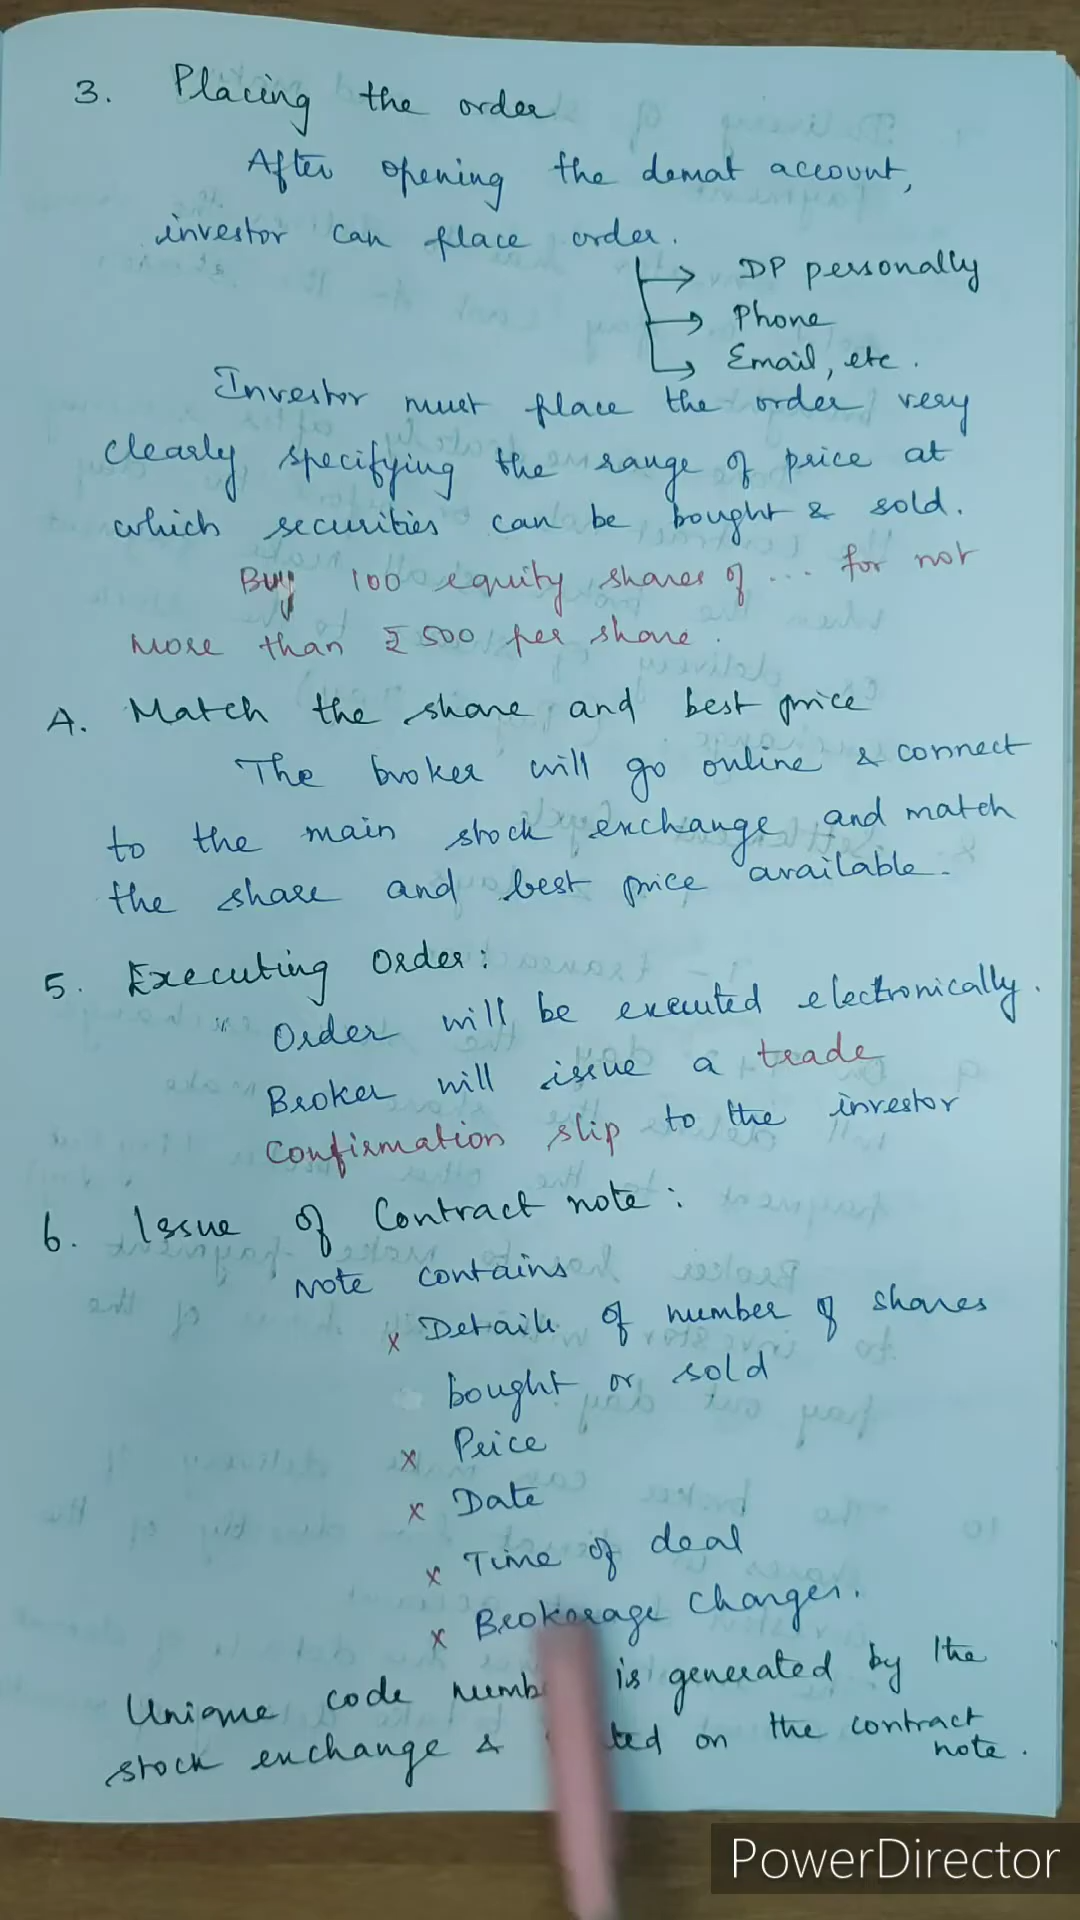 3. Placing the order
After opening the demat account,
investor can place order.
DP personally
Phone
Email, etc.
Investor must place the order very
clearly specifying the range of price at
which securities can be bought & sold.
Buy 100 equity shares of ... for not
more than ₹500 per share.
4. Match the share and best price
The broker will go online & connect
to the main stock exchange and match
the share and best price available.
5. Executing Order:
Order will be executed electronically.
Broker will issue a trade
confirmation slip to the investor
6. Issue of Contract note:
Note contains
x Details of number of shares
bought or sold
x Price
x Date
x Time of deal
x Brokerage charges.
Unique code is generated by the
stock exchange & on the contract
note.
PowerDirector